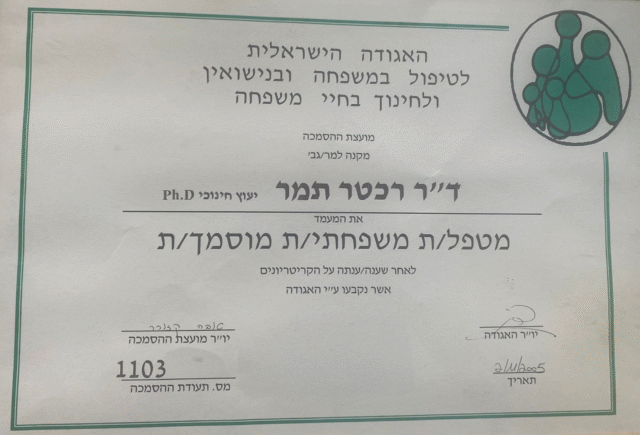 האגודה הישראלית
לטיפול במשפחה ובנישואין
ולחינוך בחיי משפחה
מועצת ההסמכה
מקנה למר/גב׳
ד״ר רכטר תמר יעוץ חינוכי Ph.D
את המעמד
מטפל/ת משפחתי/ת מוסמך/ת
לאחר שענה/ענתה על הקריטריונים
אשר נקבעו ע״י האגודה
יו״ר האגודה
יו״ר מועצת ההסמכה
תאריך
1103
מס. תעודת ההסמכה